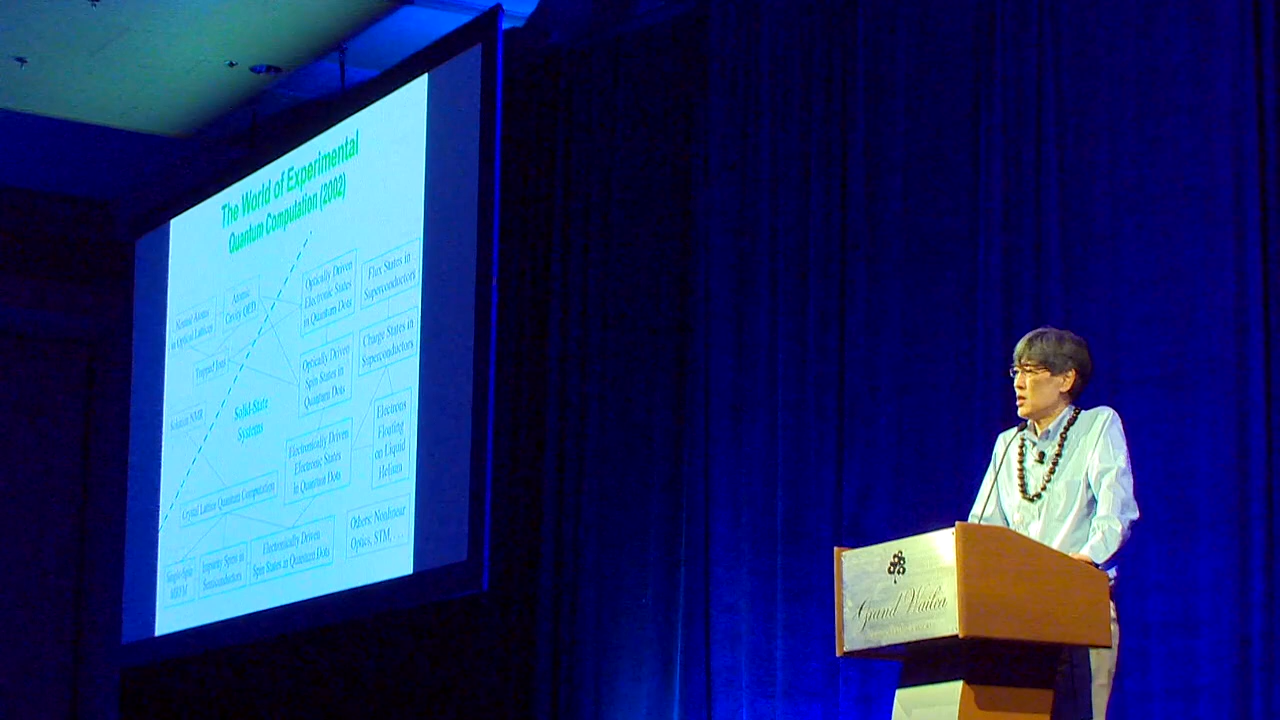 The World of Experimental
Quantum Computation (2002)
Optically Driven
Electronic States
in Quantum Dots
Flux States in
Superconductors
Atomic
Cavity QED
Neutral Atoms
in Optical Lattices
Trapped Ions
Optically Driven
Spin States in
Quantum Dots
Charge States in
Superconductors
Solution NMR
Solid-State
Systems
Electronically Driven
Electronic States
in Quantum Dots
Electrons
Floating
on Liquid
Helium
Crystal Lattice Quantum Computation
Single-Spin
MRFM
Impurity Spins in
Semiconductors
Electronically Driven
Spin States in Quantum Dots
Others: Nonlinear
Optics, STM, ...
Grand Wailea